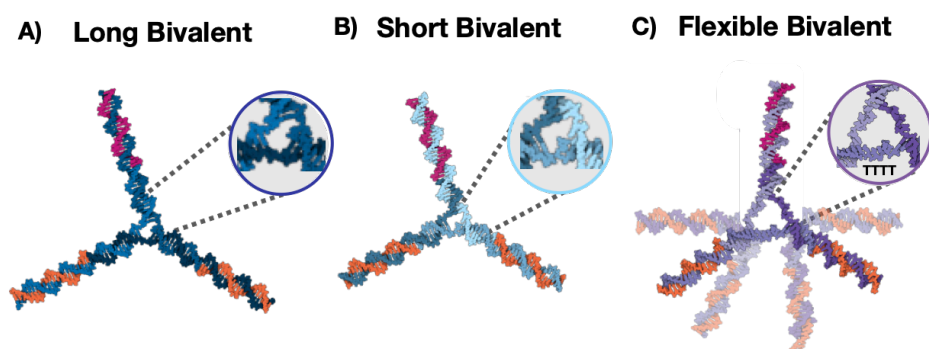 A) Long Bivalent
B) Short Bivalent
C) Flexible Bivalent
TTTT